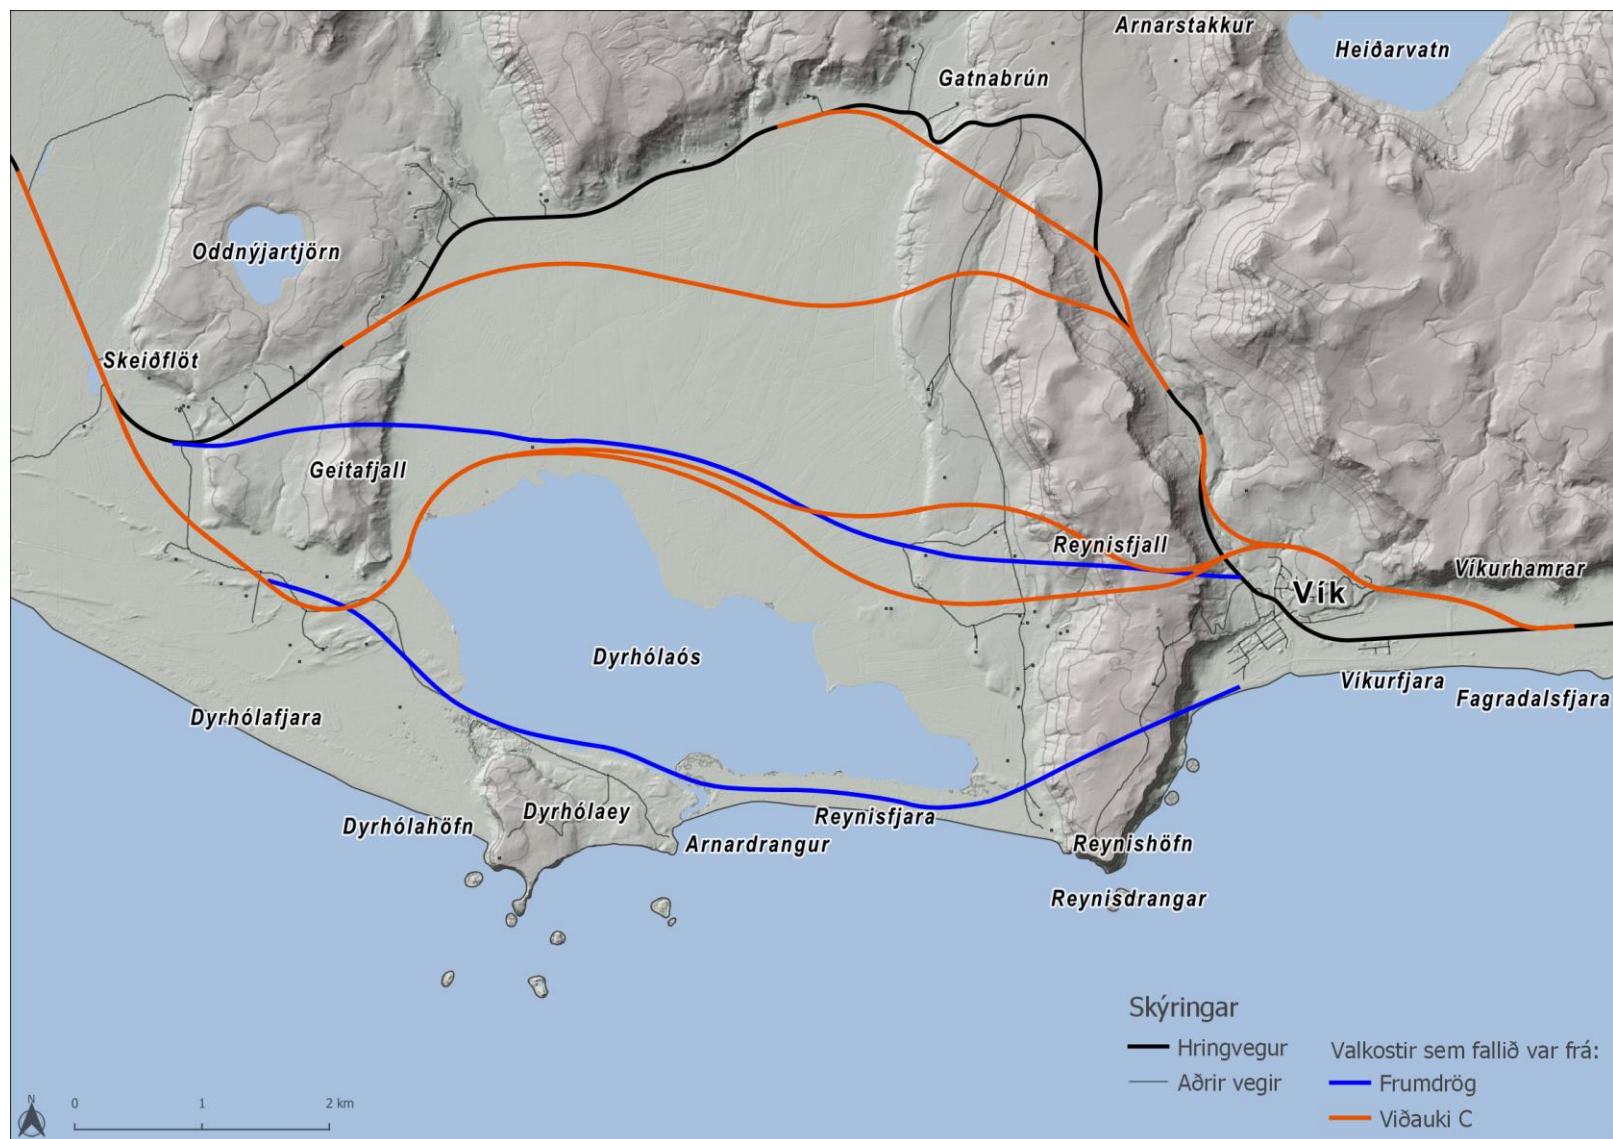 Arnarstakkur
Heiðarvatn
Gatnabrún
Oddnýjartjörn
Skeiðflöt
Geitafjall
Reynisfjall
Víkurhamrar
Vík
Dyrhólaós
Víkurfjara
Fagradalsfjara
Dyrhólafjara
Dyrhólaey
Reynisfjara
Dyrhólahöfn
Arnardrangur
Reynishöfn
Reynisdrangar
Skýringar
Hringvegur
Aðrir vegir
Valkostir sem fallið var frá:
Frumdrög
Viðauki C
N
0 1 2 km